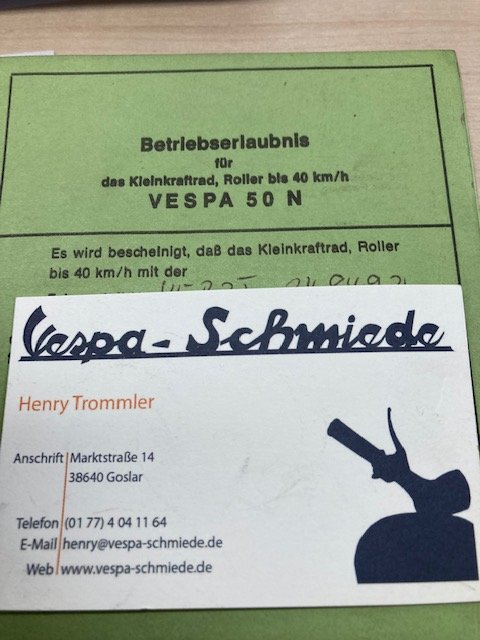 Betriebserlaubnis
für
das Kleinkraftrad, Roller bis 40 km/h
VESPA 50 N
Es wird bescheinigt, daß das Kleinkraftrad, Roller
bis 40 km/h mit der
Vespa-Schmiede
Henry Trommler
Anschrift Marktstraße 14
38640 Goslar
Telefon (01 77) 4 04 11 64
E-Mail henry@vespa-schmiede.de
Web www.vespa-schmiede.de